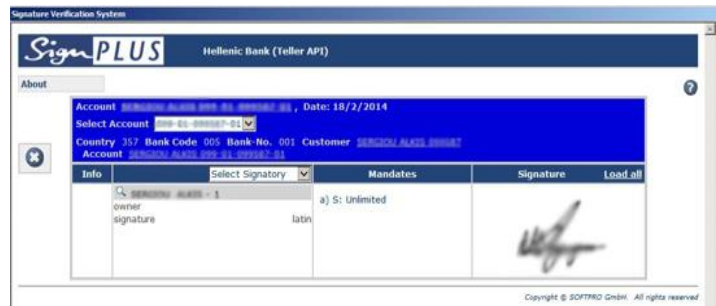 Signature Verification System
SignPLUS
Hellenic Bank (Teller API)
About
Account , Date: 18/2/2014
Select Account
Country 357 Bank Code 005 Bank-No. 001 Customer
Account
Info Select Signatory Mandates Signature Load all
- 1
owner
signature latin
a) S: Unlimited
Copyright © SOFTPRO GmbH. All rights reserved